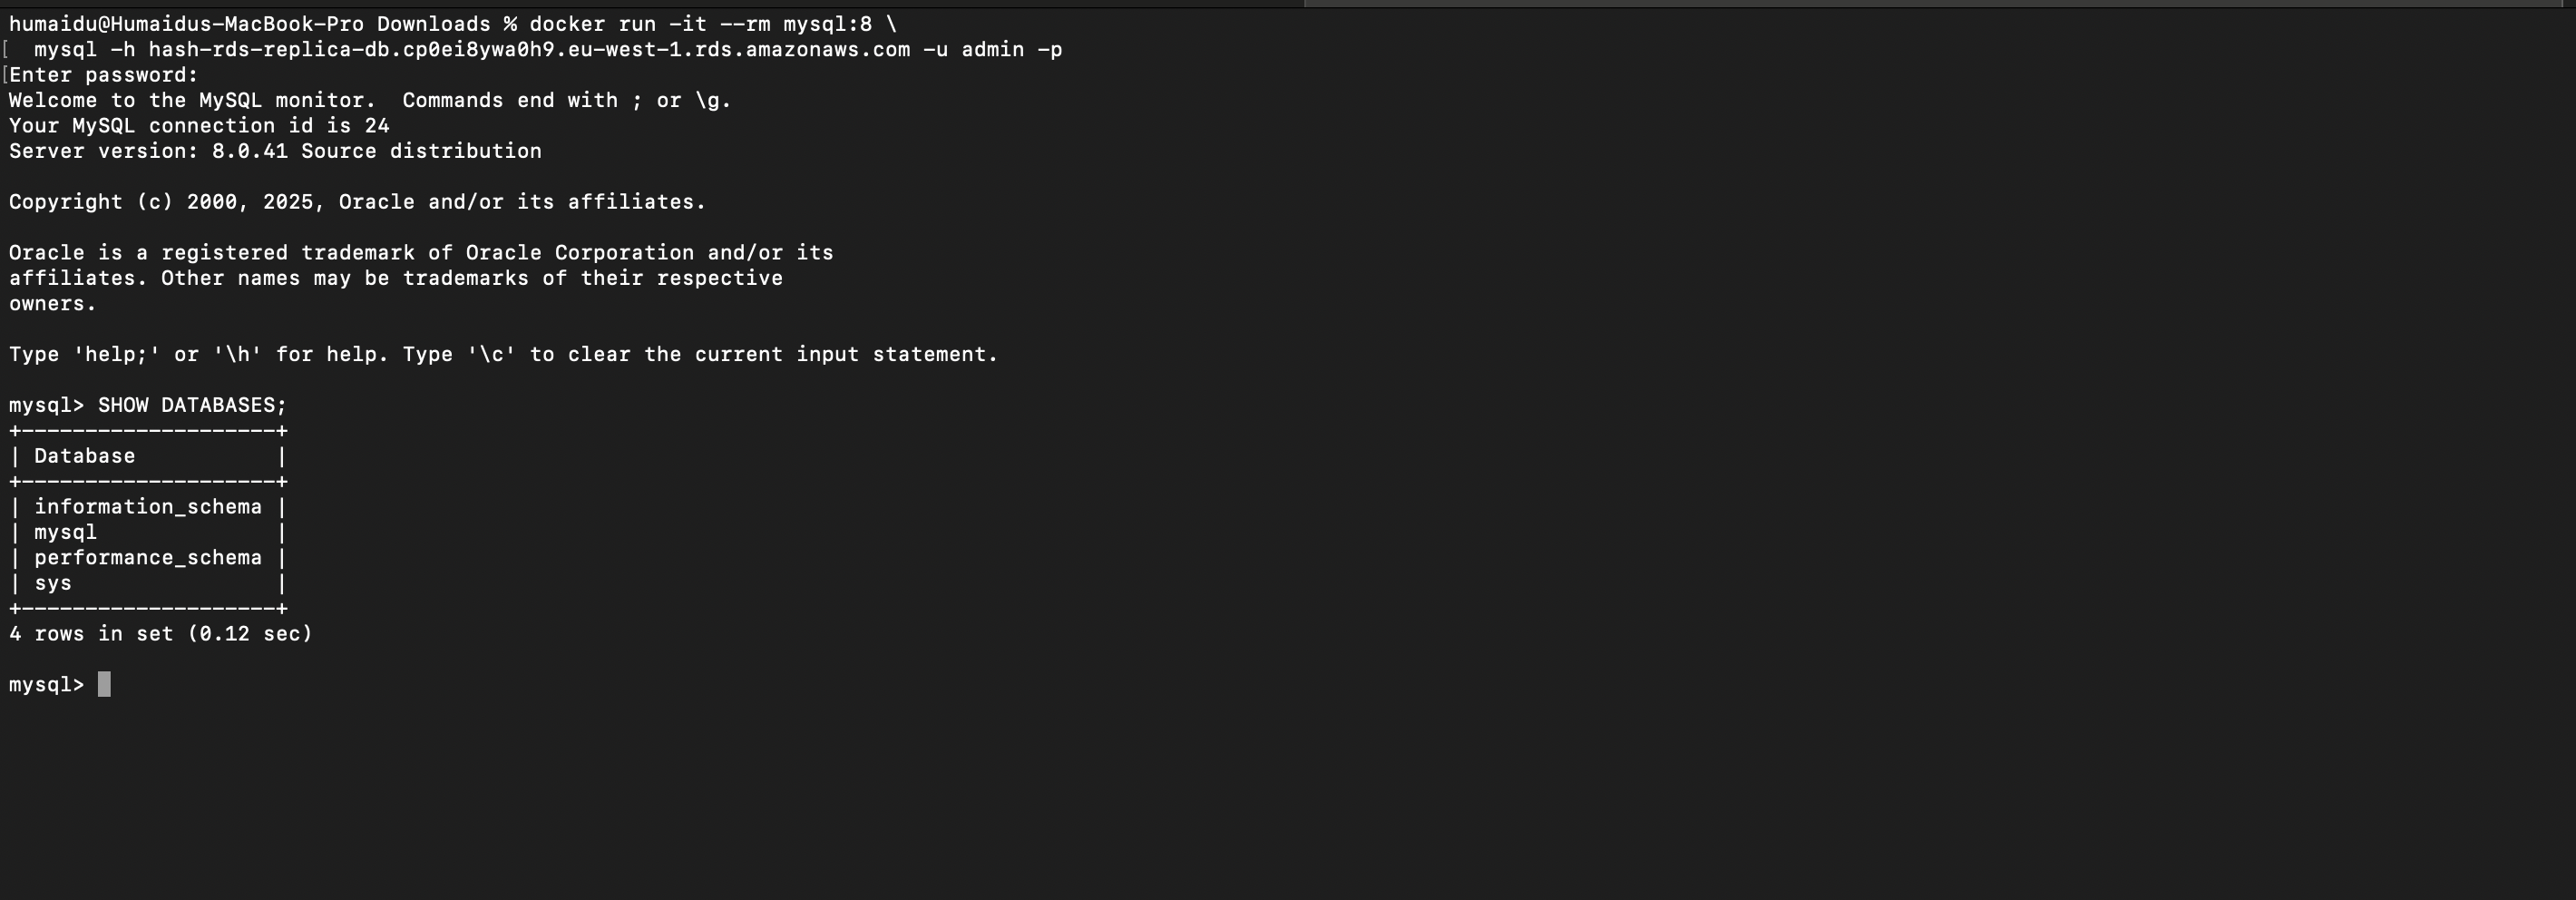 humaidu@Humaidus-MacBook-Pro Downloads % docker run -it --rm mysql:8 \
[  mysql -h hash-rds-replica-db.cp0ei8ywa0h9.eu-west-1.rds.amazonaws.com -u admin -p
[Enter password:
Welcome to the MySQL monitor.  Commands end with ; or \g.
Your MySQL connection id is 24
Server version: 8.0.41 Source distribution

Copyright (c) 2000, 2025, Oracle and/or its affiliates.

Oracle is a registered trademark of Oracle Corporation and/or its
affiliates. Other names may be trademarks of their respective
owners.

Type 'help;' or '\h' for help. Type '\c' to clear the current input statement.

mysql> SHOW DATABASES;
+--------------------+
| Database           |
+--------------------+
| information_schema |
| mysql              |
| performance_schema |
| sys                |
+--------------------+
4 rows in set (0.12 sec)

mysql>